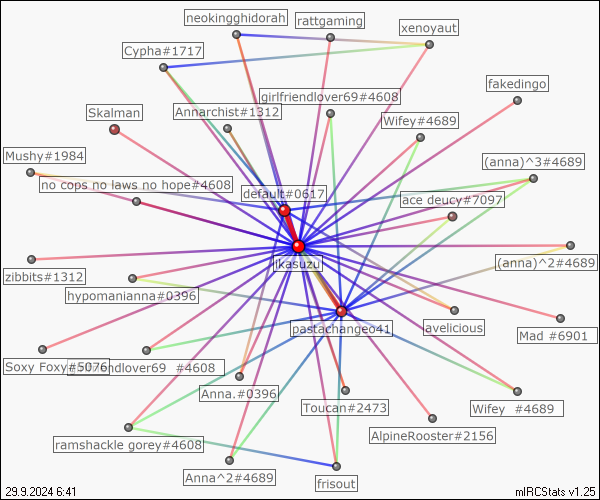 neokingghidorah
rattgaming
xenoyaut
Cypha#1717
fakedingo
girlfriendlover69#4608
Skalman
Annarchist#1312
Wifey#4689
Mushy#1984
(anna)^3#4689
no cops no laws no hope#4608
default#0617
ace deucy#7097
kasuzu
(anna)^2#4689
zibbits#1312
hypomanianna#0396
pastachange041
avelicious
Mad #6901
Soxy Foxy#5076
#4608
Anna.#0396
Toucan#2473
Wifey #4689
AlpineRooster#2156
ramshackle gorey#4608
Anna^2#4689
frisout
29.9.2024 6:41
mIRCStats v1.25